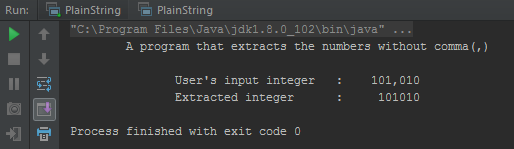 Run: PlainString PlainString
"C:\Program Files\Java\jdk1.8.0_102\bin\java" ...
A program that extracts the numbers without comma(,)
User's input integer : 101,010
Extracted integer : 101010
Process finished with exit code 0